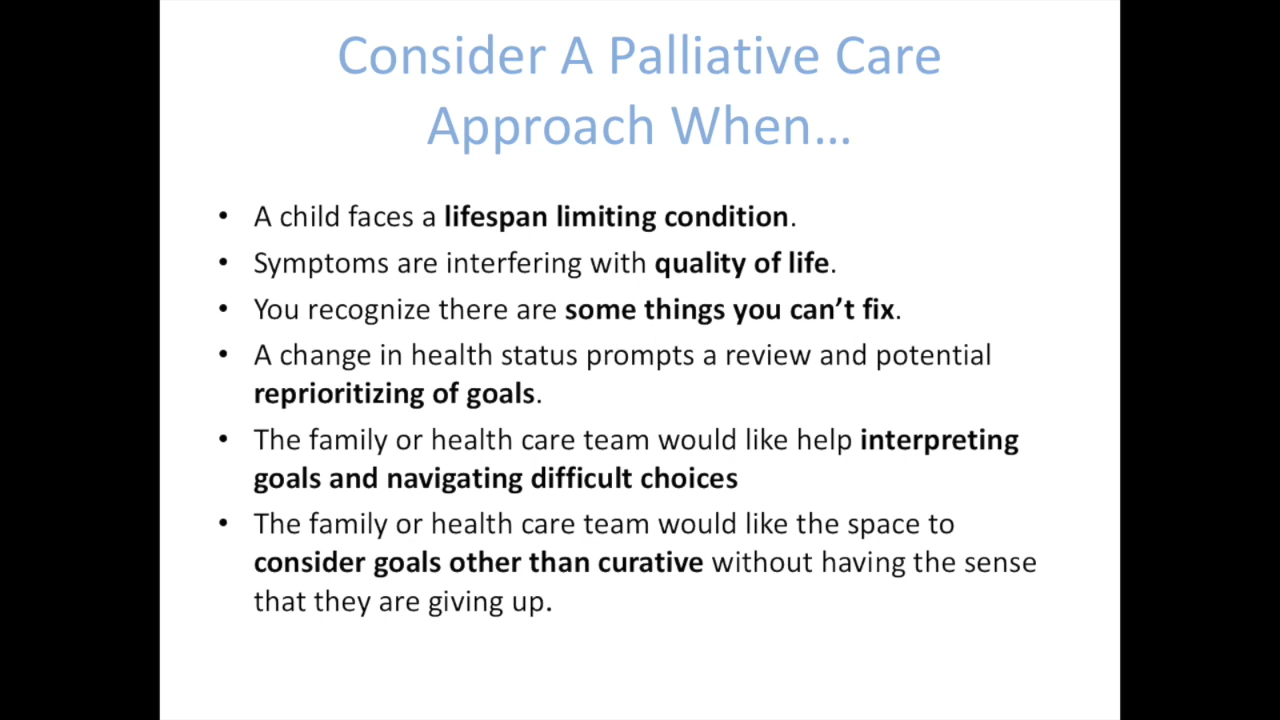 Consider A Palliative Care
Approach When…
• A child faces a lifespan limiting condition.
• Symptoms are interfering with quality of life.
• You recognize there are some things you can’t fix.
• A change in health status prompts a review and potential
reprioritizing of goals.
• The family or health care team would like help interpreting
goals and navigating difficult choices
• The family or health care team would like the space to
consider goals other than curative without having the sense
that they are giving up.